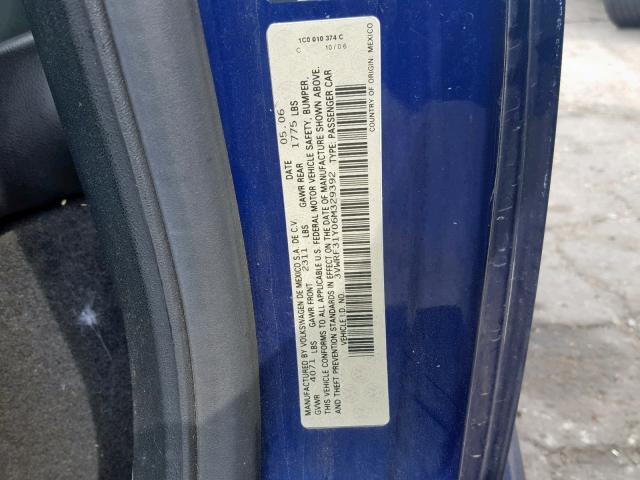 1C0 010 374 C
C 10/06
MANUFACTURED BY VOLKSWAGEN DE MEXICO S.A. DE C.V. DATE 05.06
GVWR 4071 LBS GAWR FRONT 2311 LBS GAWR REAR 1775 LBS
THIS VEHICLE CONFORMS TO ALL APPLICABLE U.S. FEDERAL MOTOR VEHICLE SAFETY, BUMPER,
AND THEFT PREVENTION STANDARDS IN EFFECT ON THE DATE OF MANUFACTURE SHOWN ABOVE.
VEHICLE I.D. NO. 3VWRF31Y06M329392 TYPE: PASSENGER CAR
COUNTRY OF ORIGIN: MEXICO